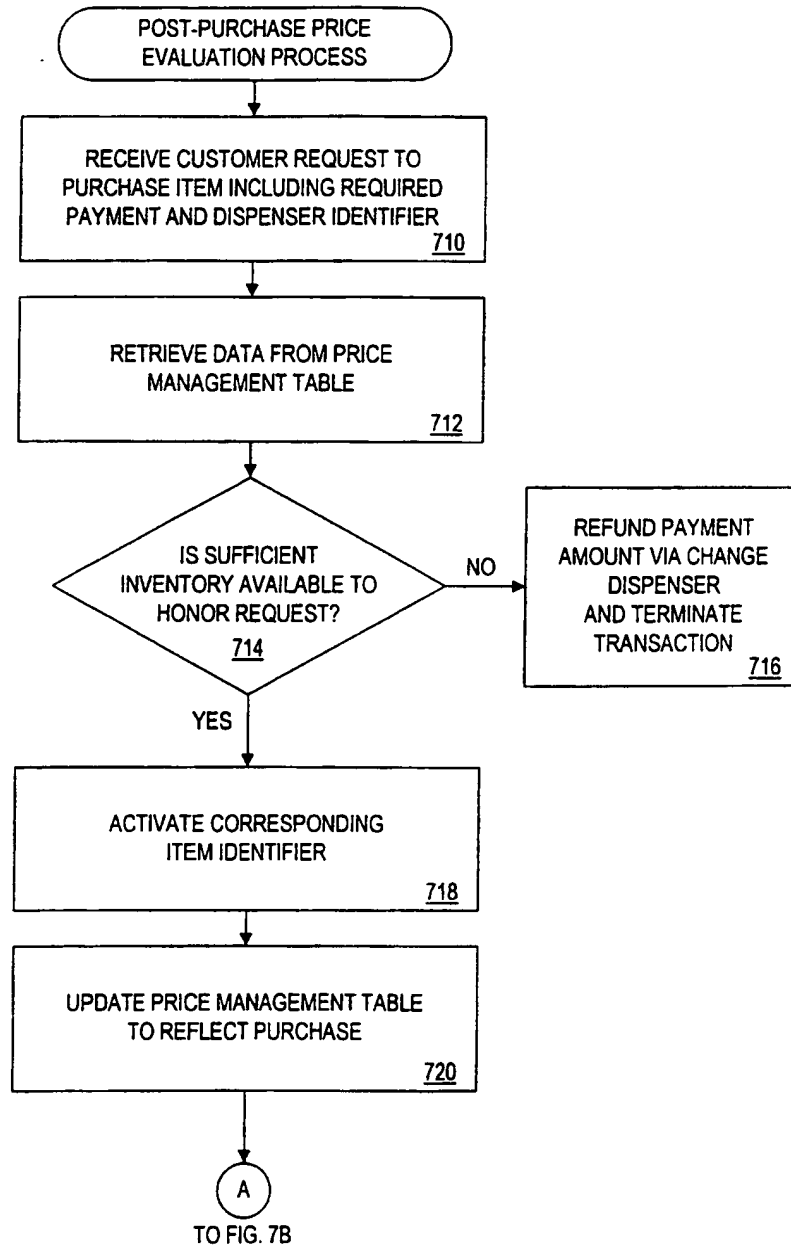 POST-PURCHASE PRICE
EVALUATION PROCESS
RECEIVE CUSTOMER REQUEST TO
PURCHASE ITEM INCLUDING REQUIRED
PAYMENT AND DISPENSER IDENTIFIER
710
RETRIEVE DATA FROM PRICE
MANAGEMENT TABLE
712
IS SUFFICIENT
INVENTORY AVAILABLE TO
HONOR REQUEST?
714
NO
REFUND PAYMENT
AMOUNT VIA CHANGE
DISPENSER
AND TERMINATE
TRANSACTION
716
YES
ACTIVATE CORRESPONDING
ITEM IDENTIFIER
718
UPDATE PRICE MANAGEMENT TABLE
TO REFLECT PURCHASE
720
A
TO FIG. 7B